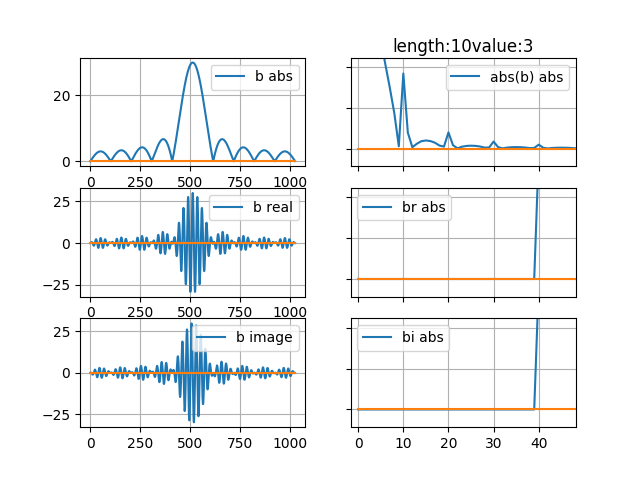 length:10value:3
b abs
20
0
0 250 500 750 1000
abs(b) abs
b real
25
0
−25
0 250 500 750 1000
br abs
b image
25
0
−25
0 250 500 750 1000
bi abs
0 10 20 30 40